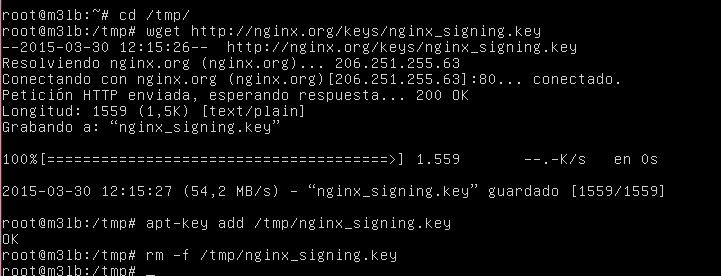 root@m3lb:~# cd /tmp/
root@m3lb:/tmp# wget http://nginx.org/keys/nginx_signing.key
--2015-03-30 12:15:26--  http://nginx.org/keys/nginx_signing.key
Resolviendo nginx.org (nginx.org)... 206.251.255.63
Conectando con nginx.org (nginx.org)[206.251.255.63]:80... conectado.
Petición HTTP enviada, esperando respuesta... 200 OK
Longitud: 1559 (1,5K) [text/plain]
Grabando a: “nginx_signing.key”
100%[======================================>] 1.559       --.-K/s   en 0s
2015-03-30 12:15:27 (54,2 MB/s) - “nginx_signing.key” guardado [1559/1559]
root@m3lb:/tmp# apt-key add /tmp/nginx_signing.key
OK
root@m3lb:/tmp# rm -f /tmp/nginx_signing.key
root@m3lb:/tmp# _